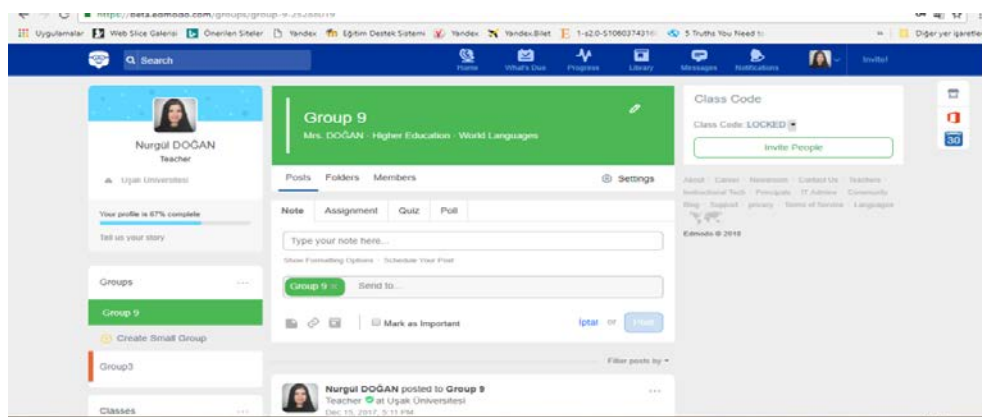 https://beta.edmodo.com/groups/group-9-
Uygulamalar Web Slice Galerisi Önerilen Siteler Yandex Eğitim Destek Sistemi Yandex Yandex.Bilet 5 Truths You Need Diğer yer işaretleri
Search Home What's Due Progress Library Messages Notifications Invite!
Nurgül DOĞAN
Teacher
Uşak Üniversitesi
Your profile is 67% complete
Tell us your story
Groups
Group 9
Create Small Group
Group3
Classes
Group 9
Mrs. DOĞAN · Higher Education · World Languages
Posts Folders Members Settings
Note Assignment Quiz Poll
Type your note here...
Show Formatting Options · Schedule Your Post
Group 9 × Send to...
Mark as Important iptal or Post
Filter posts by
Nurgül DOĞAN posted to Group 9
Teacher at Uşak Üniversitesi
Dec 15, 2017, 5:11 PM
Class Code
Class Code: LOCKED
Invite People
About Career Newsroom Contact Us Teachers
Instructional Tech Principals IT Admins Community
Blog Support privacy Terms of Service Languages
Edmodo © 2018
30